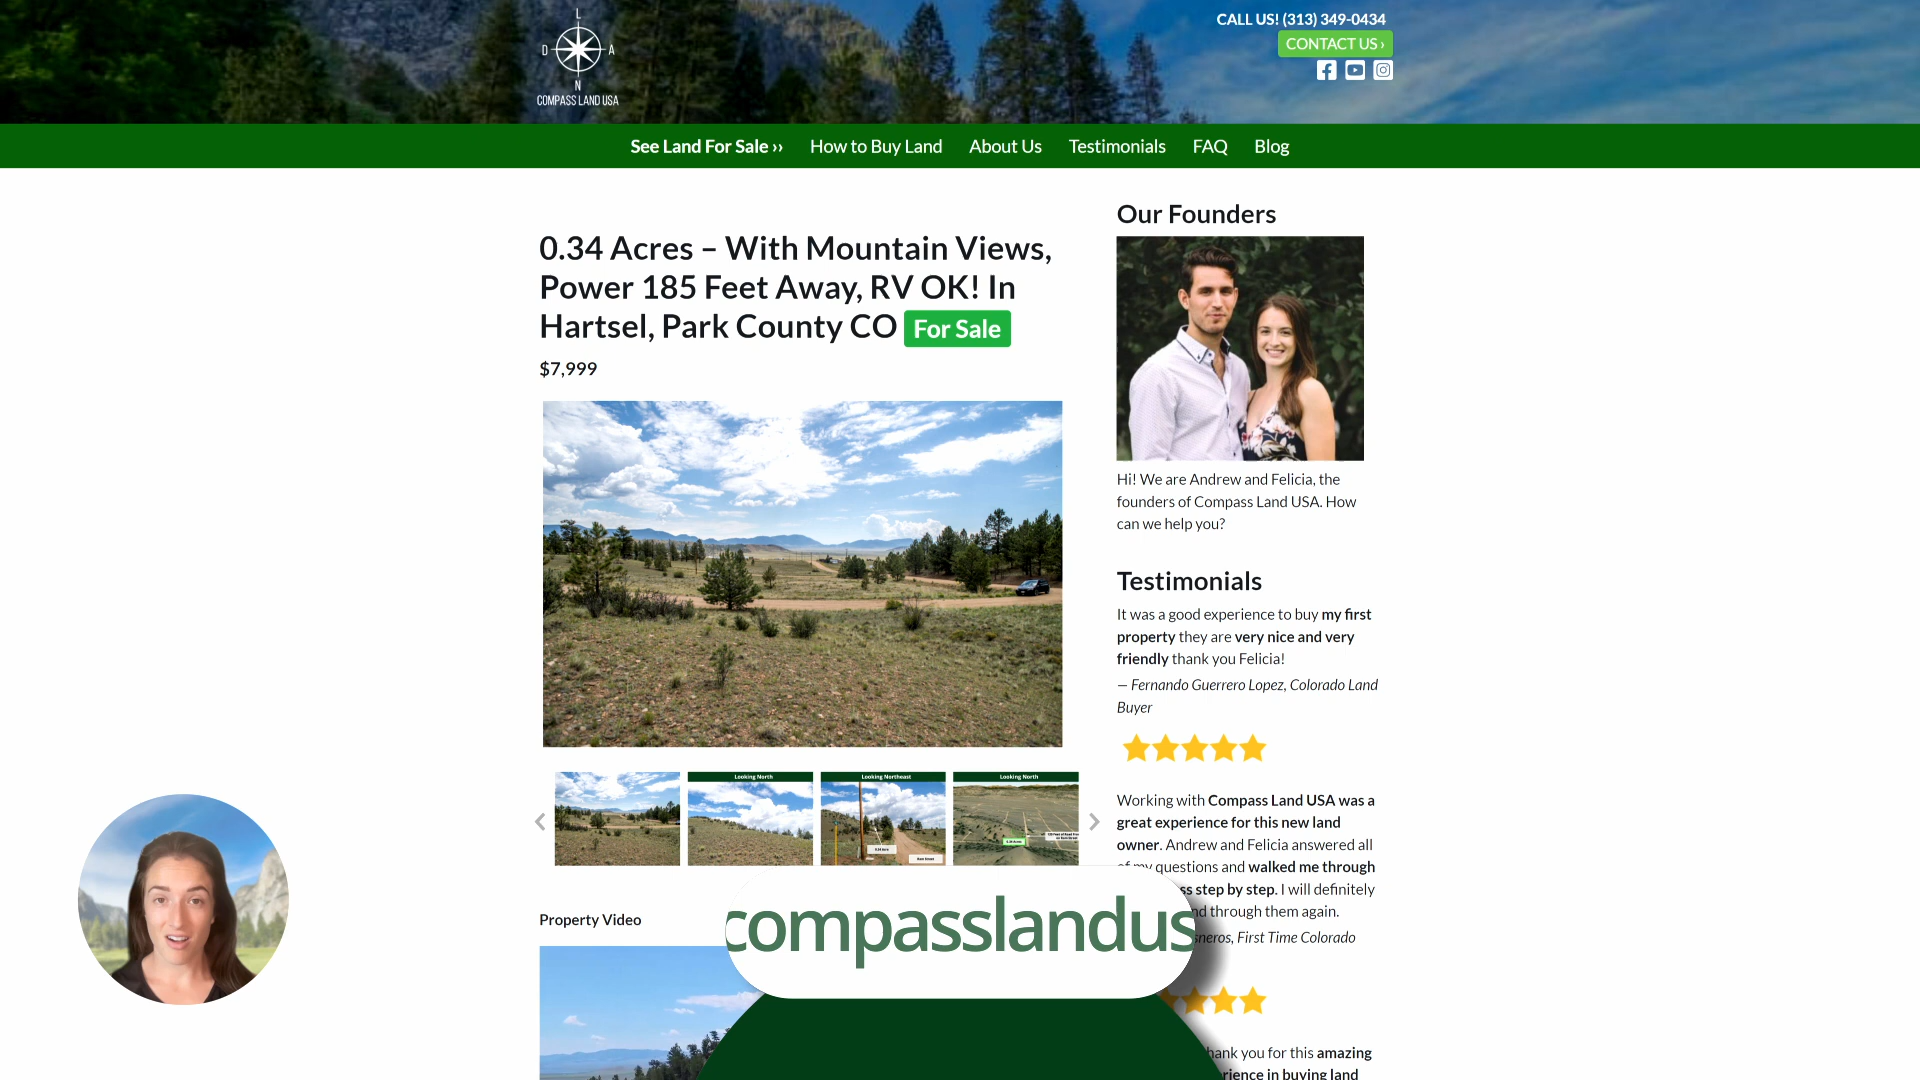 L
D A
N
COMPASS LAND USA
CALL US! (313) 349-0434
CONTACT US ›
See Land For Sale ›› How to Buy Land About Us Testimonials FAQ Blog
0.34 Acres – With Mountain Views,
Power 185 Feet Away, RV OK! In
Hartsel, Park County CO For Sale
$7,999
Looking North
Looking Northeast
Looking North
Property Video
compasslandus
Our Founders
Hi! We are Andrew and Felicia, the
founders of Compass Land USA. How
can we help you?
Testimonials
It was a good experience to buy my first
property they are very nice and very
friendly thank you Felicia!
— Fernando Guerrero Lopez, Colorado Land
Buyer
Working with Compass Land USA was a
great experience for this new land
owner. Andrew and Felicia answered all
of my questions and walked me through
ss step by step. I will definitely
nd through them again.
sneros, First Time Colorado
hank you for this amazing
rience in buying land